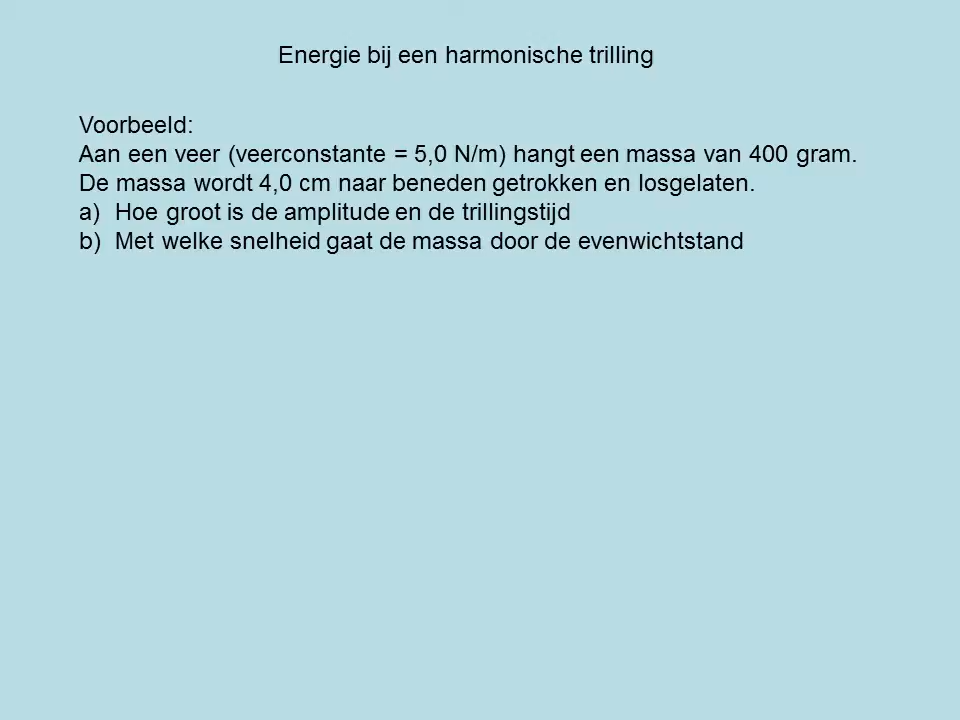 Energie bij een harmonische trilling
Voorbeeld:
Aan een veer (veerconstante = 5,0 N/m) hangt een massa van 400 gram.
De massa wordt 4,0 cm naar beneden getrokken en losgelaten.
a) Hoe groot is de amplitude en de trillingstijd
b) Met welke snelheid gaat de massa door de evenwichtstand